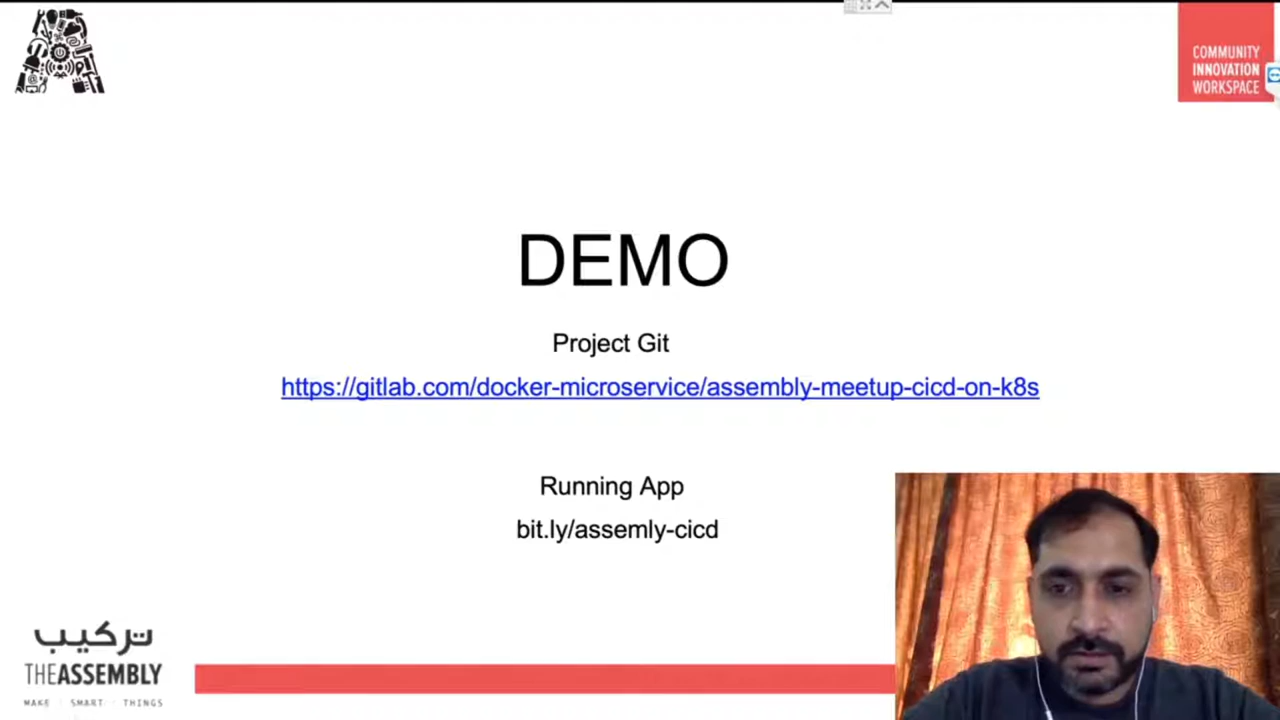 COMMUNITY
INNOVATION
WORKSPACE
DEMO
Project Git
https://gitlab.com/docker-microservice/assembly-meetup-cicd-on-k8s
Running App
bit.ly/assemly-cicd
تركيب
THEASSEMBLY
MAKE / SMART / THINGS